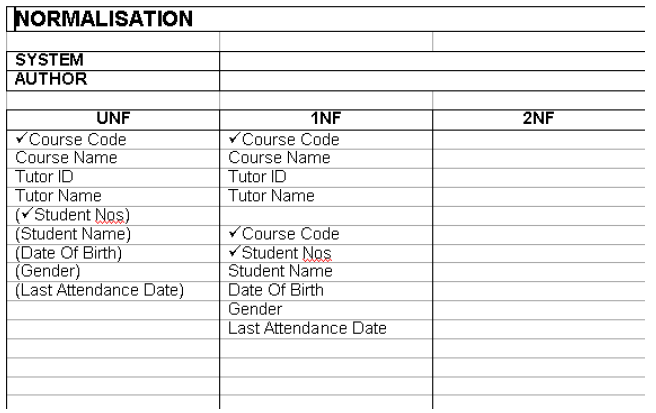 NORMALISATION
SYSTEM
AUTHOR
UNF 1NF 2NF
✓Course Code ✓Course Code
Course Name Course Name
Tutor ID Tutor ID
Tutor Name Tutor Name
(✓Student Nos)
(Student Name) ✓Course Code
(Date Of Birth) ✓Student Nos
(Gender) Student Name
(Last Attendance Date) Date Of Birth
Gender
Last Attendance Date